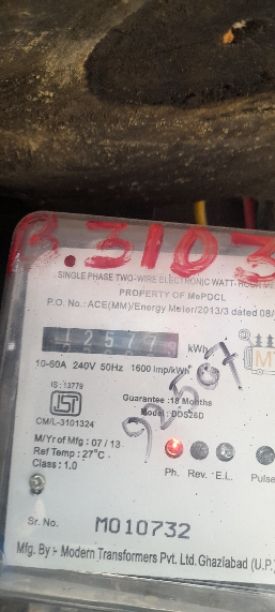 B.3103
SINGLE PHASE TWO-WIRE ELECTRONIC WATT-HOUR
PROPERTY OF MePDCL
P.O. No.: ACE(MM)/Energy Meter/2013/3 dated 08/
kWh
10-60A 240V 50Hz 1600 Imp/kWh
IS : 13779
CM/L-3101324
Guarantee :18 Months
Model : DDS26D
92507
M/Yr of Mfg : 07 / 13
Ref Temp : 27°C
Class : 1.0
Ph. Rev. E.L. Pulse
Sr. No. M010732
Mfg. By :- Modern Transformers Pvt. Ltd. Ghaziabad (U.P.)